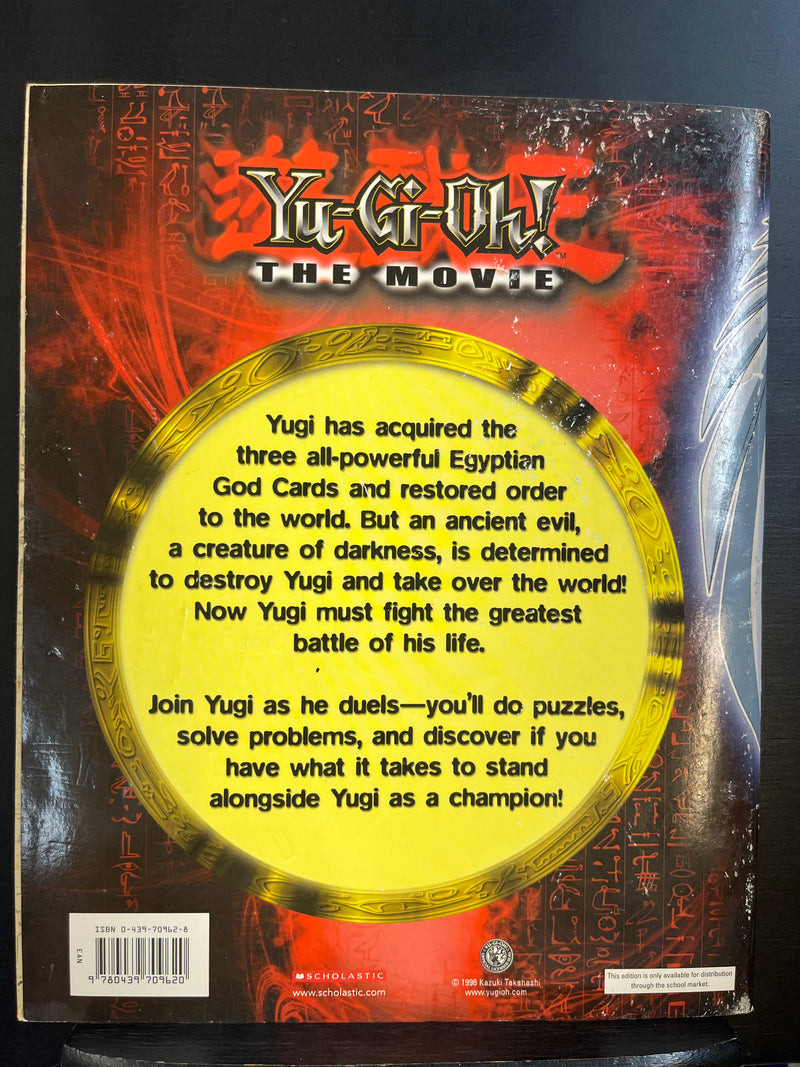 遊戯王
Yu-Gi-Oh!
™
THE MOVIE
Yugi has acquired the
three all-powerful Egyptian
God Cards and restored order
to the world. But an ancient evil,
a creature of darkness, is determined
to destroy Yugi and take over the world!
Now Yugi must fight the greatest
battle of his life.
Join Yugi as he duels—you'll do puzzles,
solve problems, and discover if you
have what it takes to stand
alongside Yugi as a champion!
ISBN 0-439-70962-8
EAN
9 780439 709620
SCHOLASTIC
www.scholastic.com
© 1996 Kazuki Takahashi
www.yugioh.com
This edition is only available for distribution
through the school market.